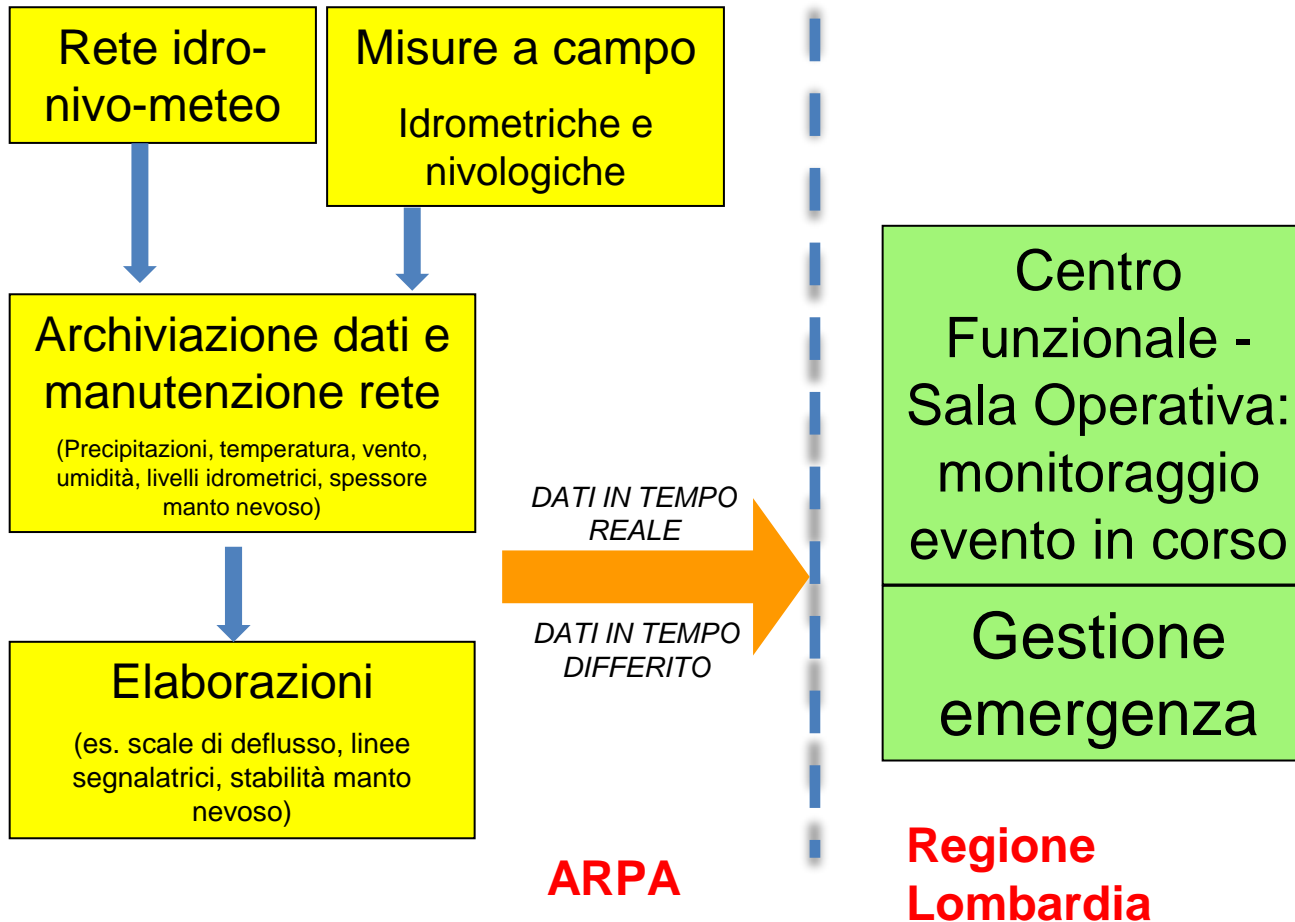 Rete idro-
nivo-meteo
Misure a campo
Idrometriche e
nivologiche
Archiviazione dati e
manutenzione rete
(Precipitazioni, temperatura, vento,
umidità, livelli idrometrici, spessore
manto nevoso)
Elaborazioni
(es. scale di deflusso, linee
segnalatrici, stabilità manto
nevoso)
DATI IN TEMPO
REALE
DATI IN TEMPO
DIFFERITO
ARPA
Centro
Funzionale -
Sala Operativa:
monitoraggio
evento in corso
Gestione
emergenza
Regione
Lombardia